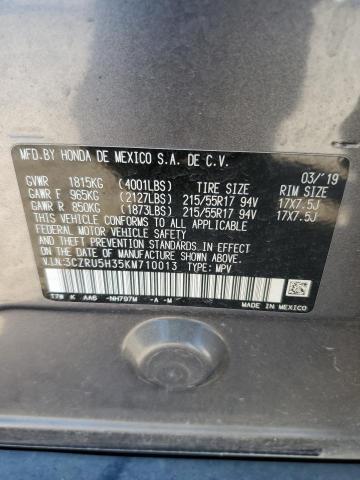 MFD.BY HONDA DE MEXICO S.A. DE C.V.
03/'19
GVWR 1815KG (4001LBS) TIRE SIZE RIM SIZE
GAWR F 965KG (2127LBS) 215/55R17 94V 17X7.5J
GAWR R 850KG (1873LBS) 215/55R17 94V 17X7.5J
THIS VEHICLE CONFORMS TO ALL APPLICABLE
FEDERAL MOTOR VEHICLE SAFETY STANDARDS IN
EFFECT ON THE DATE OF MANUFACTURE SHOWN ABOVE.
V.I.N:3CZRU5H35KM710013 TYPE: MPV
T7W K AA6 -NH797M -A -M MADE IN MEXICO